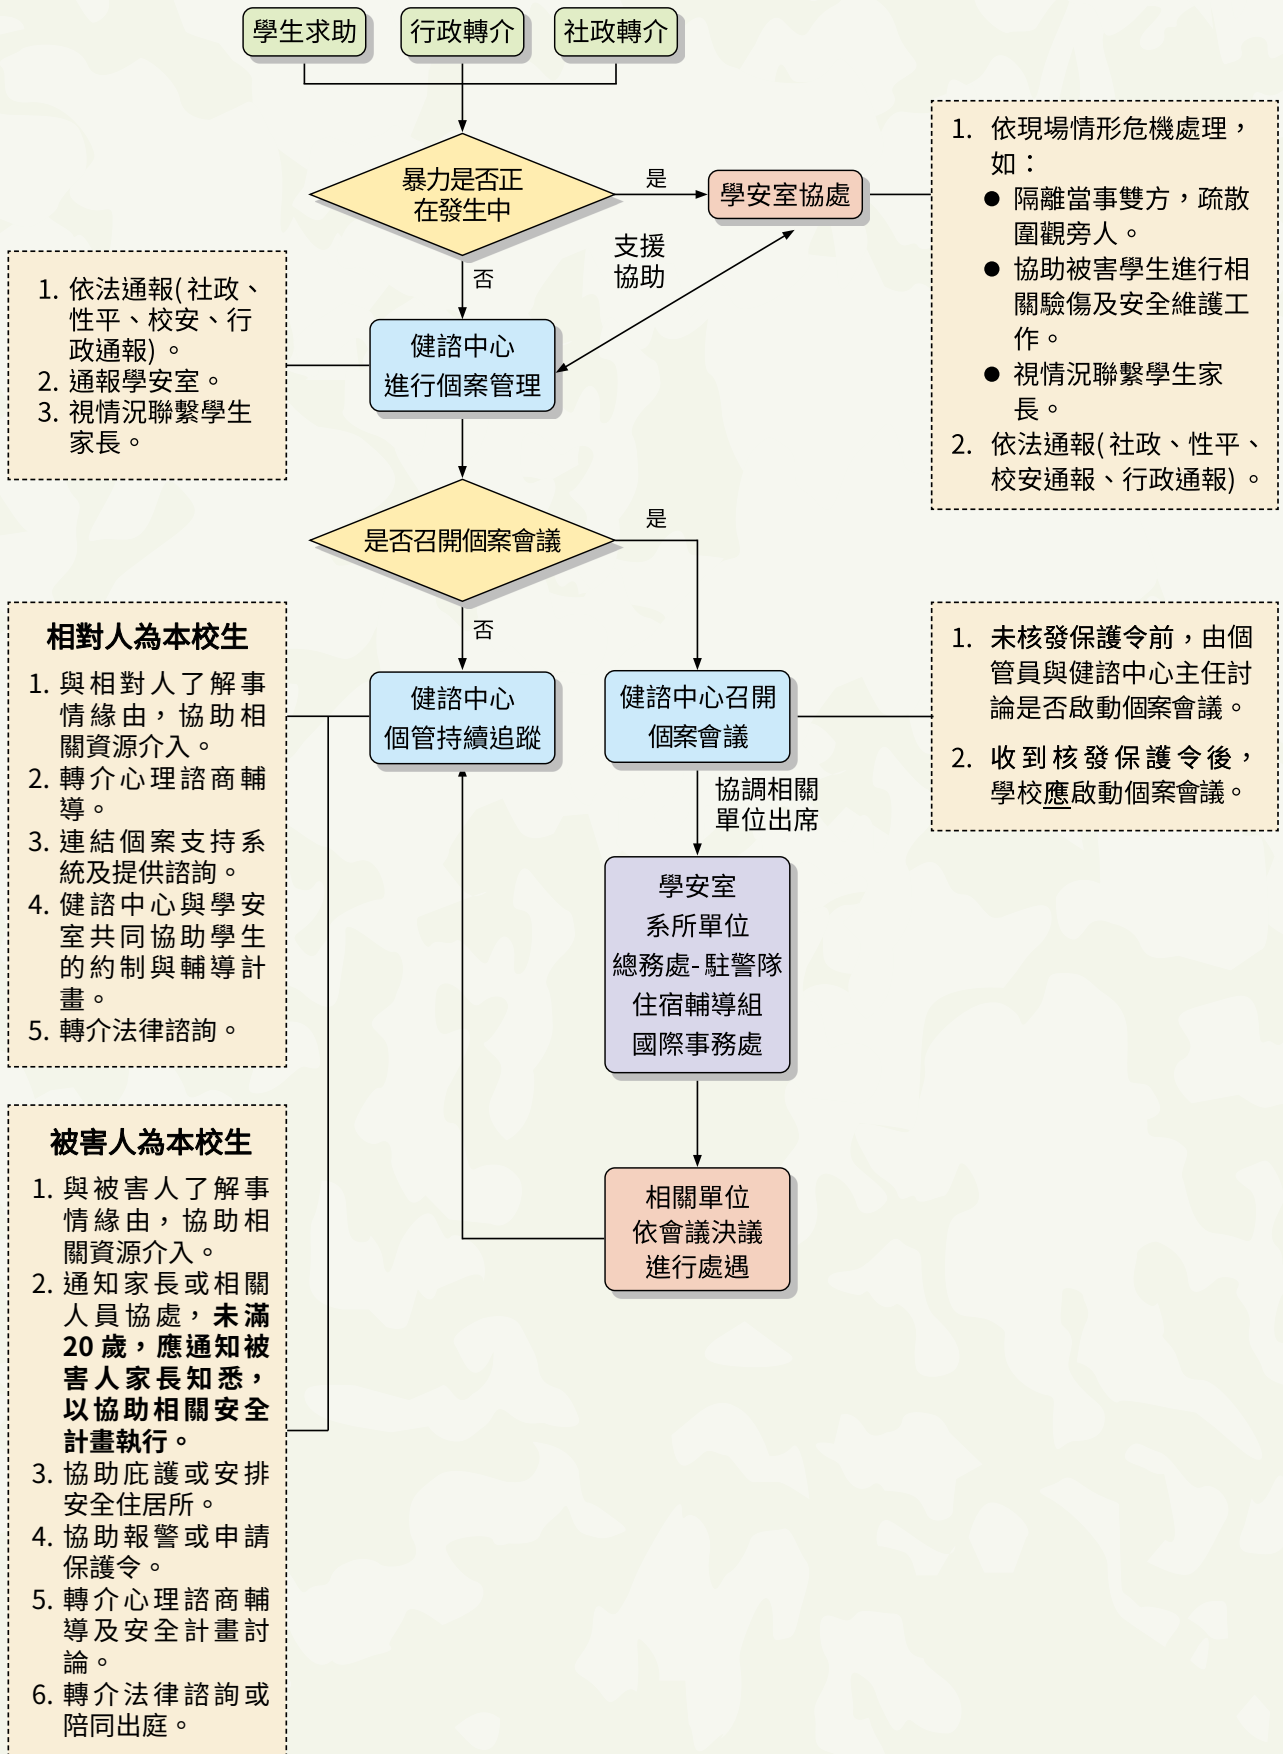 學生求助
行政轉介
社政轉介
暴力是否正
在發生中
是
學安室協處
1. 依現場情形危機處理，
如：
● 隔離當事雙方，疏散
圍觀旁人。
● 協助被害學生進行相
關驗傷及安全維護工
作。
● 視情況聯繫學生家
長。
2. 依法通報(社政、性平、
校安通報、行政通報)。
支援
協助
否
1. 依法通報(社政、
性平、校安、行
政通報)。
2. 通報學安室。
3. 視情況聯繫學生
家長。
健諮中心
進行個案管理
是否召開個案會議
是
否
健諮中心
個管持續追蹤
健諮中心召開
個案會議
1. 未核發保護令前，由個
管員與健諮中心主任討
論是否啟動個案會議。
2. 收到核發保護令後，
學校應啟動個案會議。
協調相關
單位出席
學安室
系所單位
總務處-駐警隊
住宿輔導組
國際事務處
相關單位
依會議決議
進行處遇
相對人為本校生
1. 與相對人了解事
情緣由，協助相
關資源介入。
2. 轉介心理諮商輔
導。
3. 連結個案支持系
統及提供諮詢。
4. 健諮中心與學安
室共同協助學生
的約制與輔導計
畫。
5. 轉介法律諮詢。
被害人為本校生
1. 與被害人了解事
情緣由，協助相
關資源介入。
2. 通知家長或相關
人員協處，未滿
20 歲，應通知被
害人家長知悉，
以協助相關安全
計畫執行。
3. 協助庇護或安排
安全住居所。
4. 協助報警或申請
保護令。
5. 轉介心理諮商輔
導及安全計畫討
論。
6. 轉介法律諮詢或
陪同出庭。